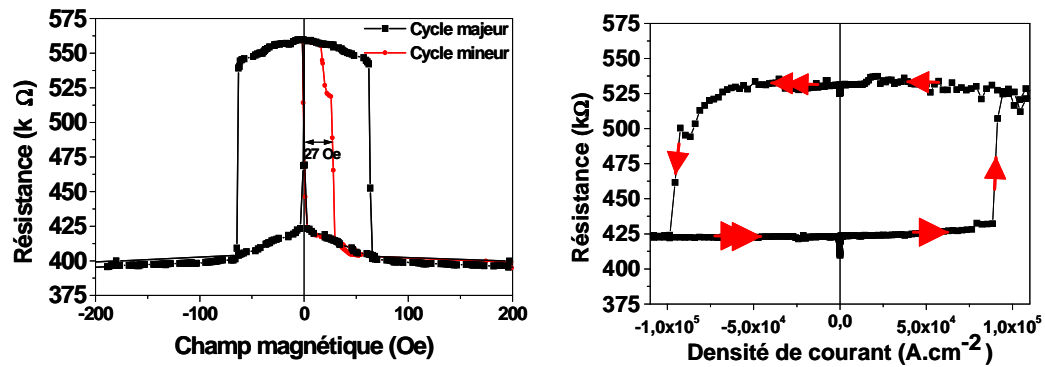 575
550
525
500
475
450
425
400
375
Résistance (k Ω)
Cycle majeur
Cycle mineur
27 Oe
-200
-100
0
100
200
Champ magnétique (Oe)
575
550
525
500
475
450
425
400
375
Résistance (kΩ)
-1,0x10⁵
-5,0x10⁴
0,0
5,0x10⁴
1,0x10⁵
Densité de courant (A.cm⁻²)